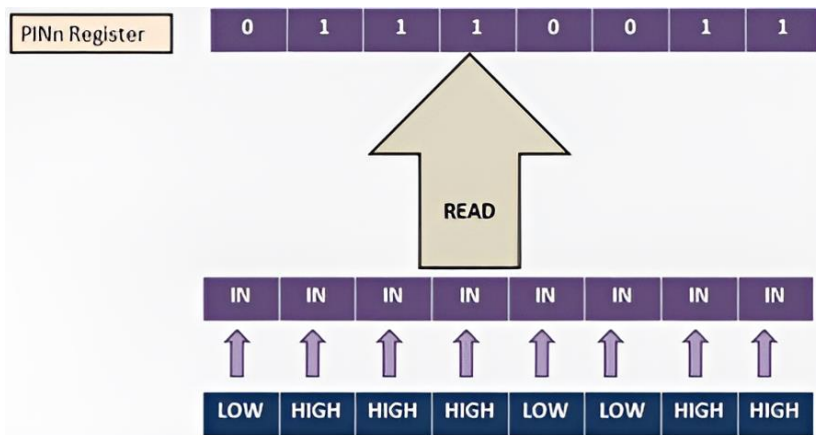 PINn Register 0 1 1 1 0 0 1 1
READ
IN IN IN IN IN IN IN IN
LOW HIGH HIGH HIGH LOW LOW HIGH HIGH